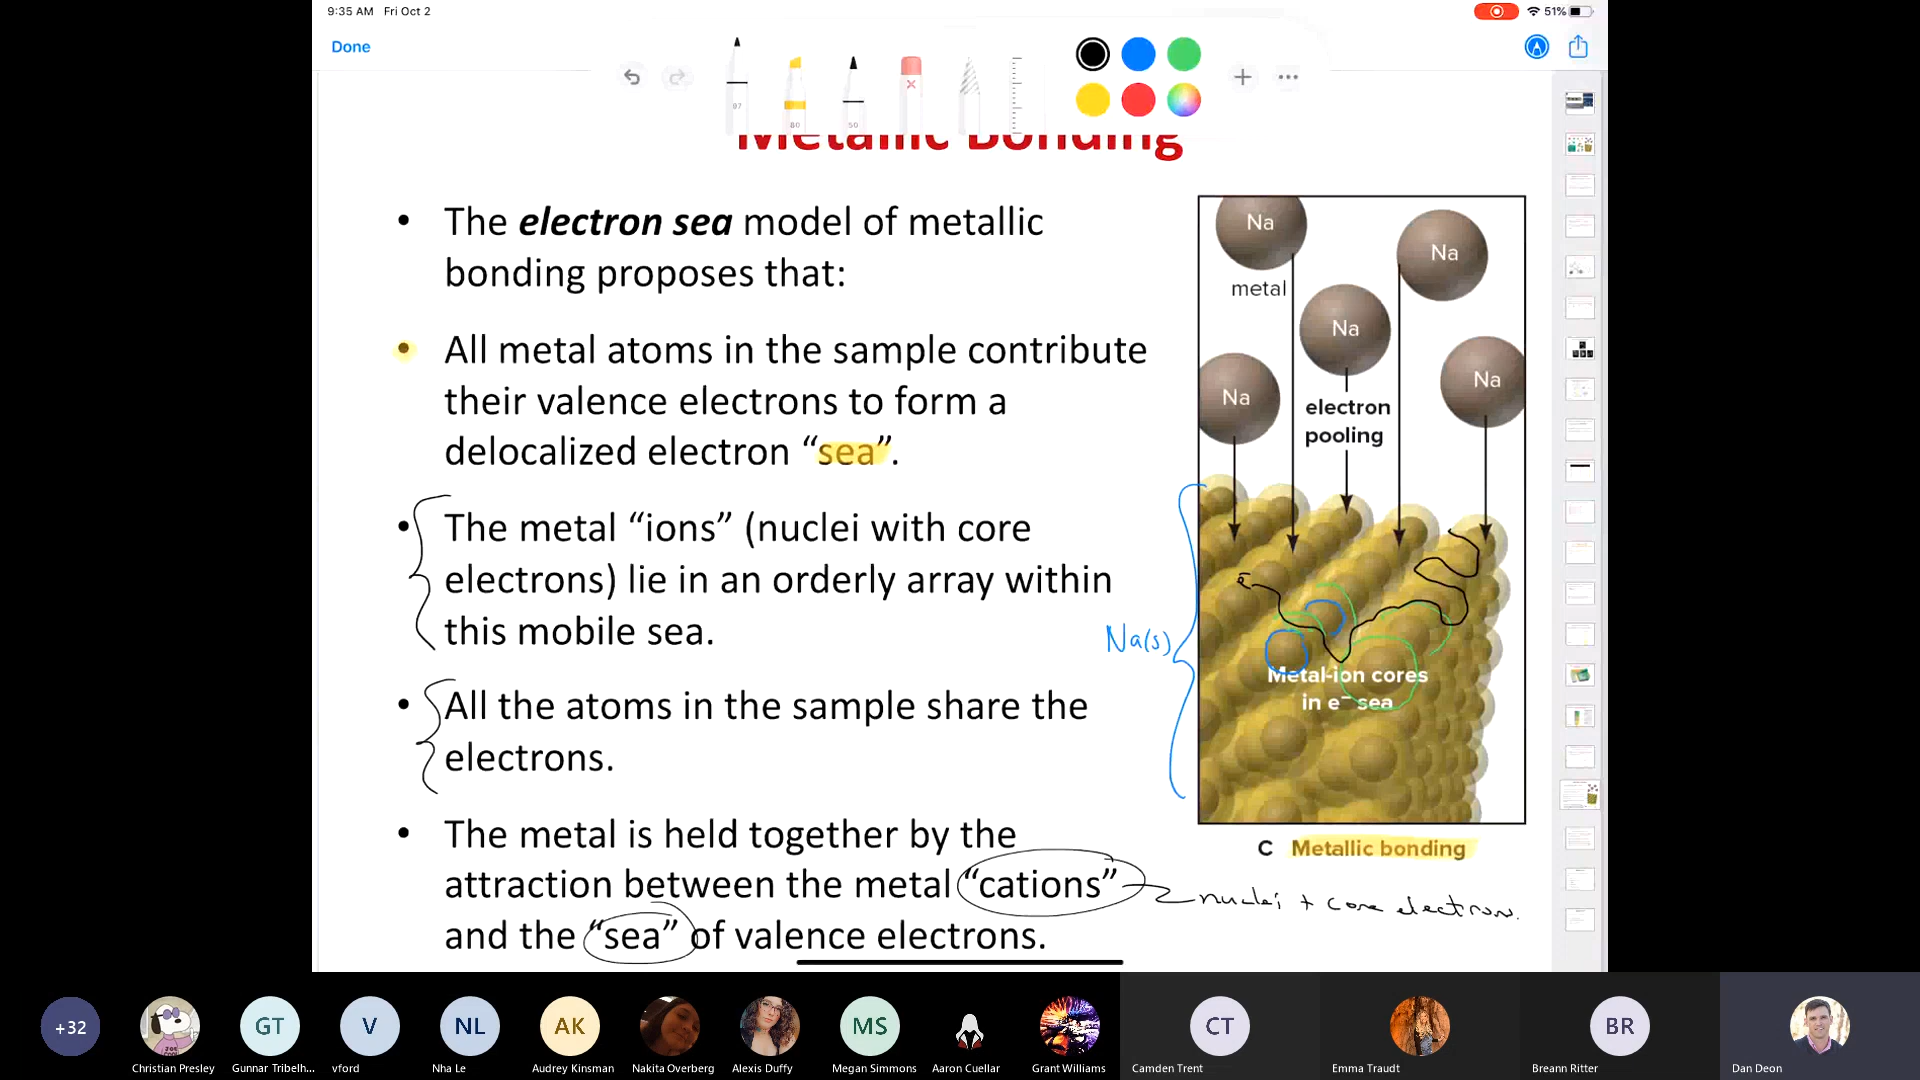 9:35 AM Fri Oct 2
51%
Done
97
80
50
Metallic Bonding
• The electron sea model of metallic
bonding proposes that:
• All metal atoms in the sample contribute
their valence electrons to form a
delocalized electron “sea”.
• The metal “ions” (nuclei with core
electrons) lie in an orderly array within
this mobile sea.
• All the atoms in the sample share the
electrons.
• The metal is held together by the
attraction between the metal “cations”
and the “sea” of valence electrons.
Na
Na
metal
Na
Na
Na
electron
pooling
Na(s)
e⁻
Metal-ion cores
in e⁻ sea
C Metallic bonding
nuclei + core electrons.
+32
GT
V
NL
AK
MS
CT
BR
Christian Presley
Gunnar Tribelh...
vford
Nha Le
Audrey Kinsman
Nakita Overberg
Alexis Duffy
Megan Simmons
Aaron Cuellar
Grant Williams
Camden Trent
Emma Traudt
Breann Ritter
Dan Deon